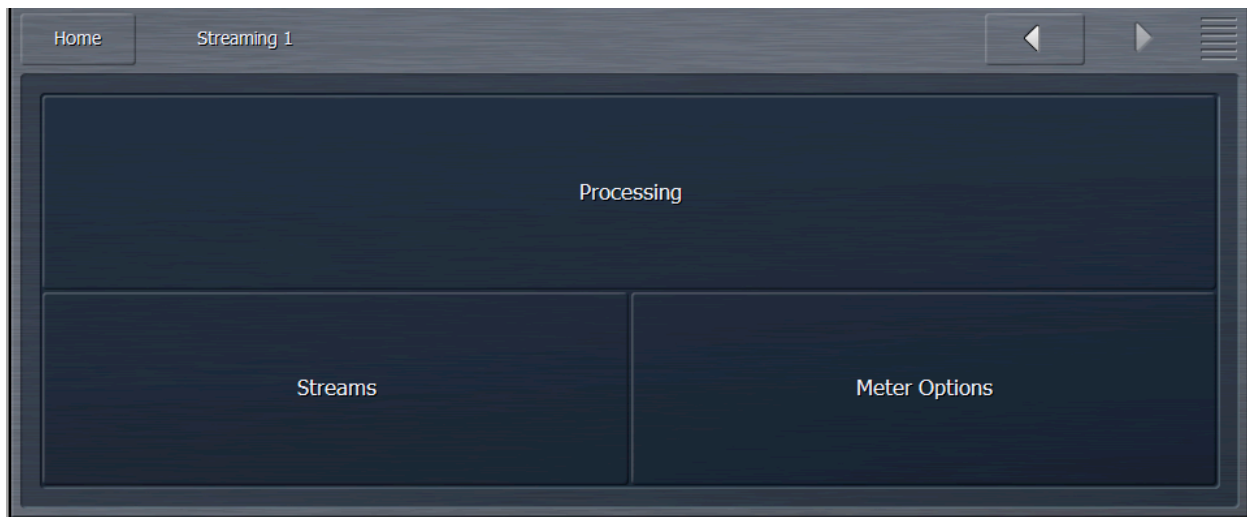 Home
Streaming 1
Processing
Streams
Meter Options